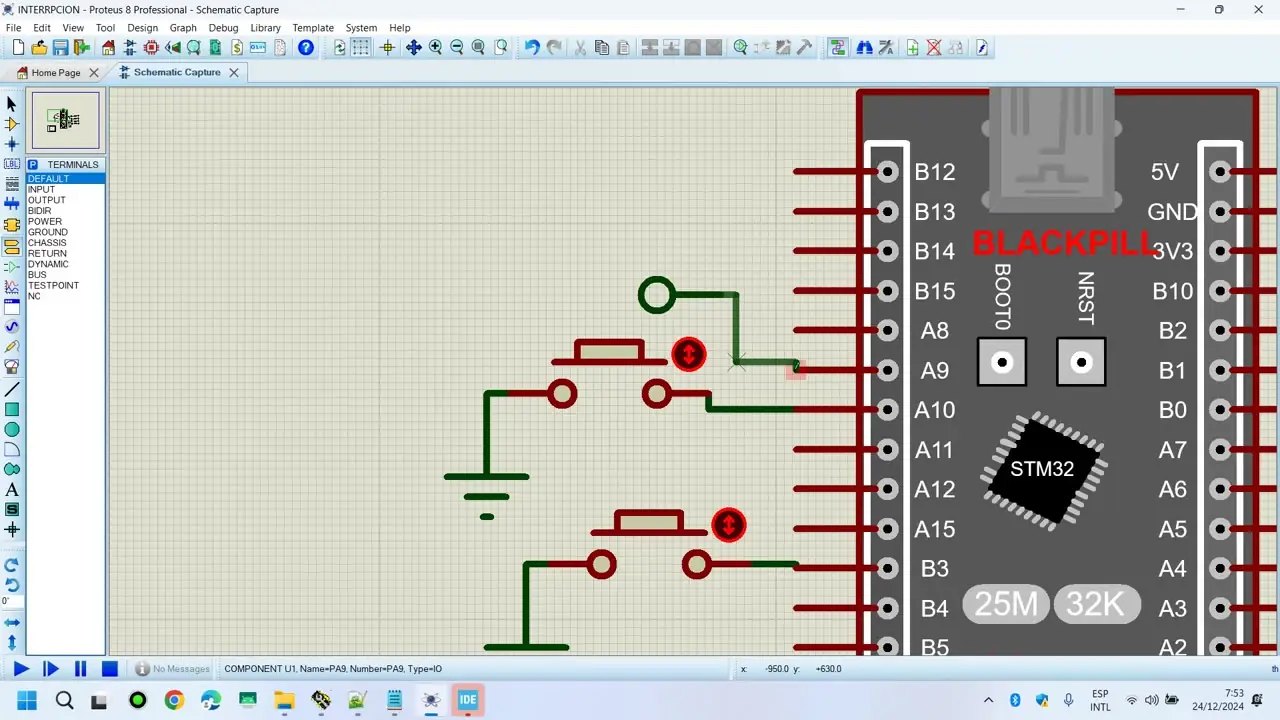 INTERRPCION - Proteus 8 Professional - Schematic Capture
File Edit View Tool Design Graph Debug Library Template System Help
Home Page
Schematic Capture
P TERMINALS
DEFAULT
INPUT
OUTPUT
BIDIR
POWER
GROUND
CHASSIS
RETURN
DYNAMIC
BUS
TESTPOINT
NC
LBL
A
S
0°
B12
B13
B14
B15
A8
A9
A10
A11
A12
A15
B3
B4
B5
BLACKPILL
BOOT0
NRST
STM32
25M 32K
5V
GND
3V3
B10
B2
B1
B0
A7
A6
A5
A4
A3
A2
No Messages
COMPONENT U1, Name=PA9, Number=PA9, Type=IO
x: -950.0 y: +630.0
th
IDE
ESP
INTL
7:53
24/12/2024